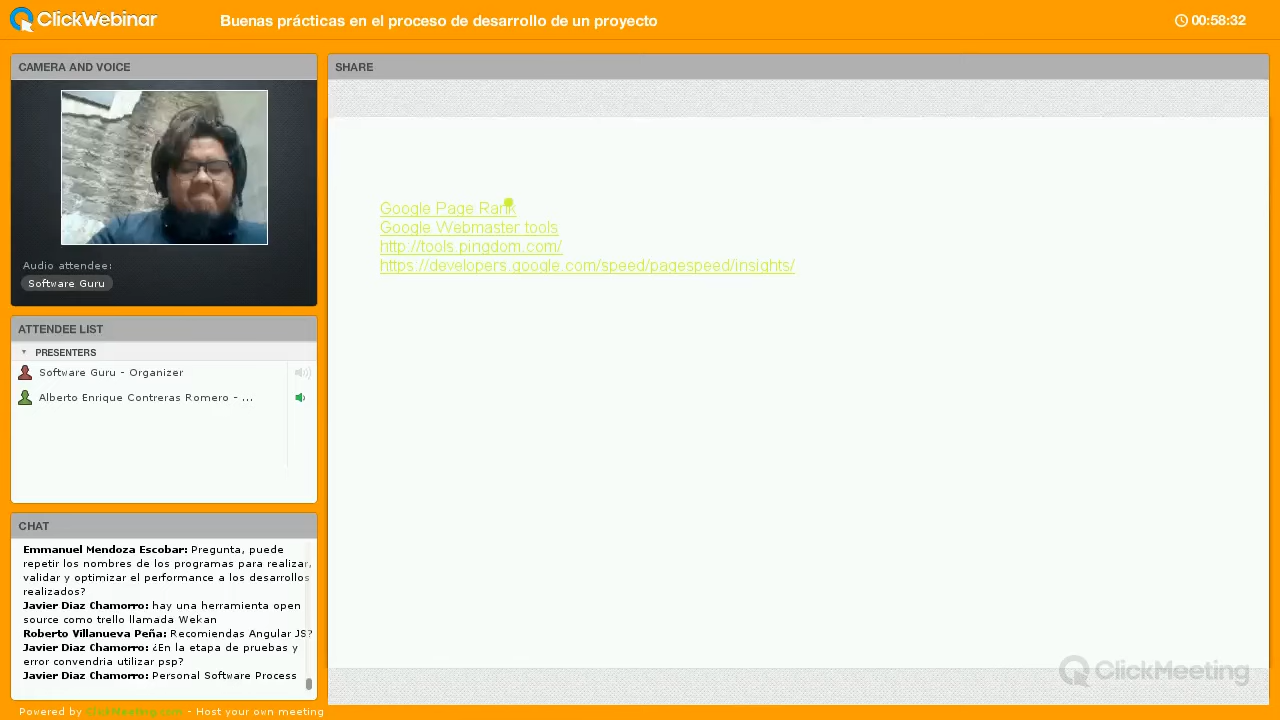 ClickWebinar
Buenas prácticas en el proceso de desarrollo de un proyecto
00:58:32
CAMERA AND VOICE
Audio attendee:
Software Guru
ATTENDEE LIST
PRESENTERS
Software Guru - Organizer
Alberto Enrique Contreras Romero - ...
CHAT
Emmanuel Mendoza Escobar: Pregunta, puede
repetir los nombres de los programas para realizar,
validar y optimizar el performance a los desarrollos
realizados?
Javier Diaz Chamorro: hay una herramienta open
source como trello llamada Wekan
Roberto Villanueva Peña: Recomiendas Angular JS?
Javier Diaz Chamorro: ¿En la etapa de pruebas y
error convendria utilizar psp?
Javier Diaz Chamorro: Personal Software Process
Powered by ClickMeeting.com - Host your own meeting
SHARE
Google Page Rank
Google Webmaster tools
http://tools.pingdom.com/
https://developers.google.com/speed/pagespeed/insights/
ClickMeeting